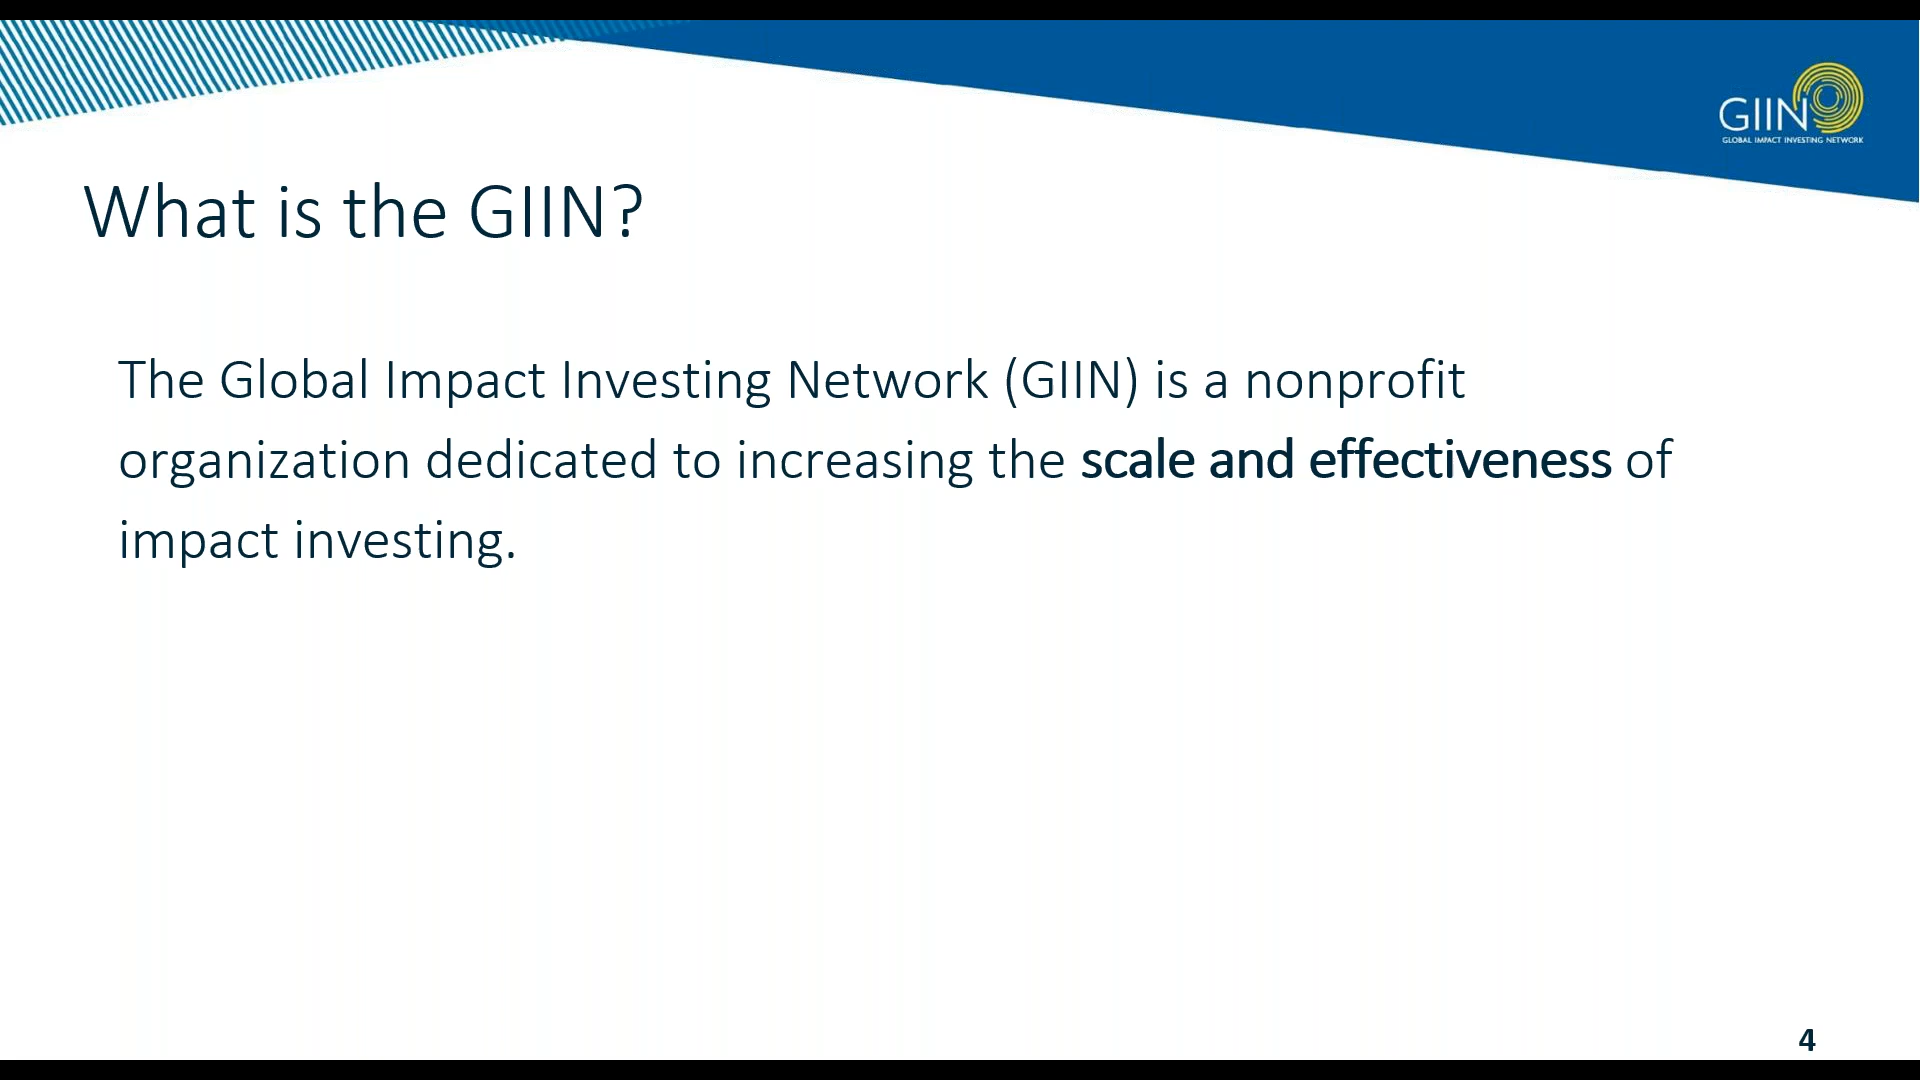 GIIN
GLOBAL IMPACT INVESTING NETWORK
What is the GIIN?
The Global Impact Investing Network (GIIN) is a nonprofit
organization dedicated to increasing the scale and effectiveness of
impact investing.
4